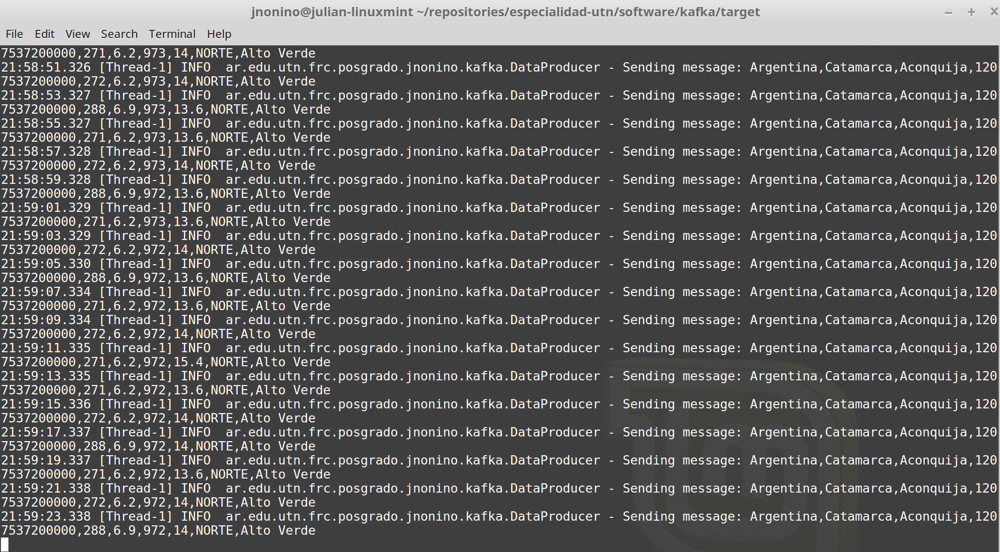 jnonino@julian-linuxmint ~/repositories/especialidad-utn/software/kafka/target
File Edit View Search Terminal Help
7537200000,271,6.2,973,14,NORTE,Alto Verde
21:58:51.326 [Thread-1] INFO  ar.edu.utn.frc.posgrado.jnonino.kafka.DataProducer - Sending message: Argentina,Catamarca,Aconquija,120
7537200000,272,6.2,973,14,NORTE,Alto Verde
21:58:53.327 [Thread-1] INFO  ar.edu.utn.frc.posgrado.jnonino.kafka.DataProducer - Sending message: Argentina,Catamarca,Aconquija,120
7537200000,288,6.9,973,13.6,NORTE,Alto Verde
21:58:55.327 [Thread-1] INFO  ar.edu.utn.frc.posgrado.jnonino.kafka.DataProducer - Sending message: Argentina,Catamarca,Aconquija,120
7537200000,271,6.2,973,13.6,NORTE,Alto Verde
21:58:57.328 [Thread-1] INFO  ar.edu.utn.frc.posgrado.jnonino.kafka.DataProducer - Sending message: Argentina,Catamarca,Aconquija,120
7537200000,272,6.2,973,14,NORTE,Alto Verde
21:58:59.328 [Thread-1] INFO  ar.edu.utn.frc.posgrado.jnonino.kafka.DataProducer - Sending message: Argentina,Catamarca,Aconquija,120
7537200000,288,6.9,972,13.6,NORTE,Alto Verde
21:59:01.329 [Thread-1] INFO  ar.edu.utn.frc.posgrado.jnonino.kafka.DataProducer - Sending message: Argentina,Catamarca,Aconquija,120
7537200000,271,6.2,973,13.6,NORTE,Alto Verde
21:59:03.329 [Thread-1] INFO  ar.edu.utn.frc.posgrado.jnonino.kafka.DataProducer - Sending message: Argentina,Catamarca,Aconquija,120
7537200000,272,6.2,972,14,NORTE,Alto Verde
21:59:05.330 [Thread-1] INFO  ar.edu.utn.frc.posgrado.jnonino.kafka.DataProducer - Sending message: Argentina,Catamarca,Aconquija,120
7537200000,288,6.9,972,13.6,NORTE,Alto Verde
21:59:07.334 [Thread-1] INFO  ar.edu.utn.frc.posgrado.jnonino.kafka.DataProducer - Sending message: Argentina,Catamarca,Aconquija,120
7537200000,271,6.2,972,13.6,NORTE,Alto Verde
21:59:09.334 [Thread-1] INFO  ar.edu.utn.frc.posgrado.jnonino.kafka.DataProducer - Sending message: Argentina,Catamarca,Aconquija,120
7537200000,272,6.2,972,14,NORTE,Alto Verde
21:59:11.335 [Thread-1] INFO  ar.edu.utn.frc.posgrado.jnonino.kafka.DataProducer - Sending message: Argentina,Catamarca,Aconquija,120
7537200000,271,6.2,972,15.4,NORTE,Alto Verde
21:59:13.335 [Thread-1] INFO  ar.edu.utn.frc.posgrado.jnonino.kafka.DataProducer - Sending message: Argentina,Catamarca,Aconquija,120
7537200000,271,6.2,972,13.6,NORTE,Alto Verde
21:59:15.336 [Thread-1] INFO  ar.edu.utn.frc.posgrado.jnonino.kafka.DataProducer - Sending message: Argentina,Catamarca,Aconquija,120
7537200000,272,6.2,972,14,NORTE,Alto Verde
21:59:17.337 [Thread-1] INFO  ar.edu.utn.frc.posgrado.jnonino.kafka.DataProducer - Sending message: Argentina,Catamarca,Aconquija,120
7537200000,288,6.9,972,14,NORTE,Alto Verde
21:59:19.337 [Thread-1] INFO  ar.edu.utn.frc.posgrado.jnonino.kafka.DataProducer - Sending message: Argentina,Catamarca,Aconquija,120
7537200000,271,6.2,972,13.6,NORTE,Alto Verde
21:59:21.338 [Thread-1] INFO  ar.edu.utn.frc.posgrado.jnonino.kafka.DataProducer - Sending message: Argentina,Catamarca,Aconquija,120
7537200000,272,6.2,972,14,NORTE,Alto Verde
21:59:23.338 [Thread-1] INFO  ar.edu.utn.frc.posgrado.jnonino.kafka.DataProducer - Sending message: Argentina,Catamarca,Aconquija,120
7537200000,288,6.9,972,14,NORTE,Alto Verde